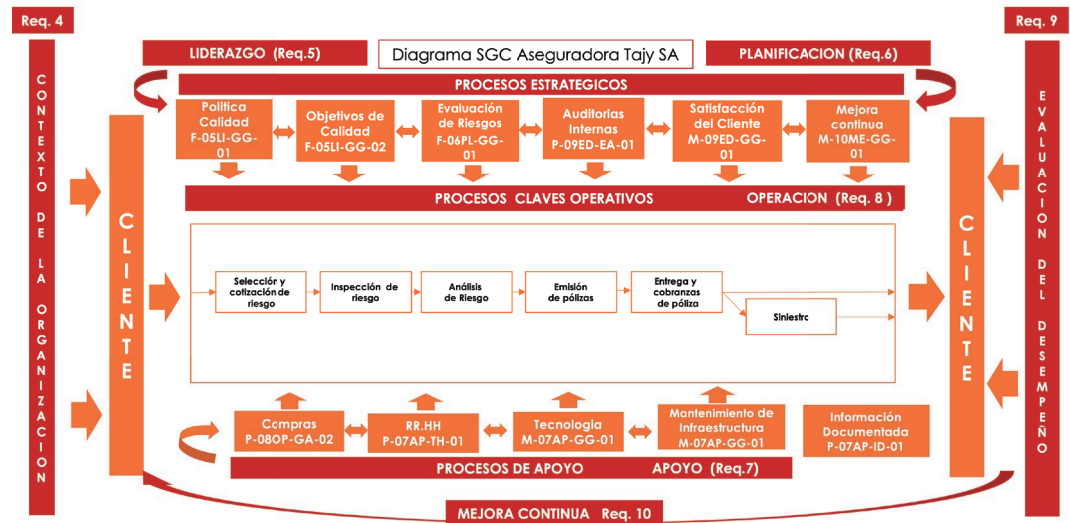 Req. 4
Req. 9
LIDERAZGO (Req.5)
Diagrama SGC Aseguradora Tajy SA
PLANIFICACION (Req.6)
PROCESOS ESTRATEGICOS
Politica
Calidad
F-05LI-GG-
01
Objetivos de
Calidad
F-05LI-GG-02
Evaluación
de Riesgos
F-06PL-GG-
01
Auditorias
Internas
P-09ED-EA-01
Satisfacción
del Cliente
M-09ED-GG-
01
Mejora
continua
M-10ME-GG-
01
CONTEXTO DE LA ORGANIZACION
CLIENTE
PROCESOS CLAVES OPERATIVOS
OPERACION (Req. 8 )
Selección y
cotización de
riesgo
Inspección de
riesgo
Análisis
de Riesgo
Emisión
de pólizas
Entrega y
cobranzas
de póliza
Siniestro
CLIENTE
EVALUACION DEL DESEMPEÑO
Compras
P-08OP-GA-02
RR.HH
P-07AP-TH-01
Tecnologia
M-07AP-GG-01
Mantenimiento de
Infraestructura
M-07AP-GG-01
Información
Documentada
P-07AP-ID-01
PROCESOS DE APOYO
APOYO (Req.7)
MEJORA CONTINUA Req. 10